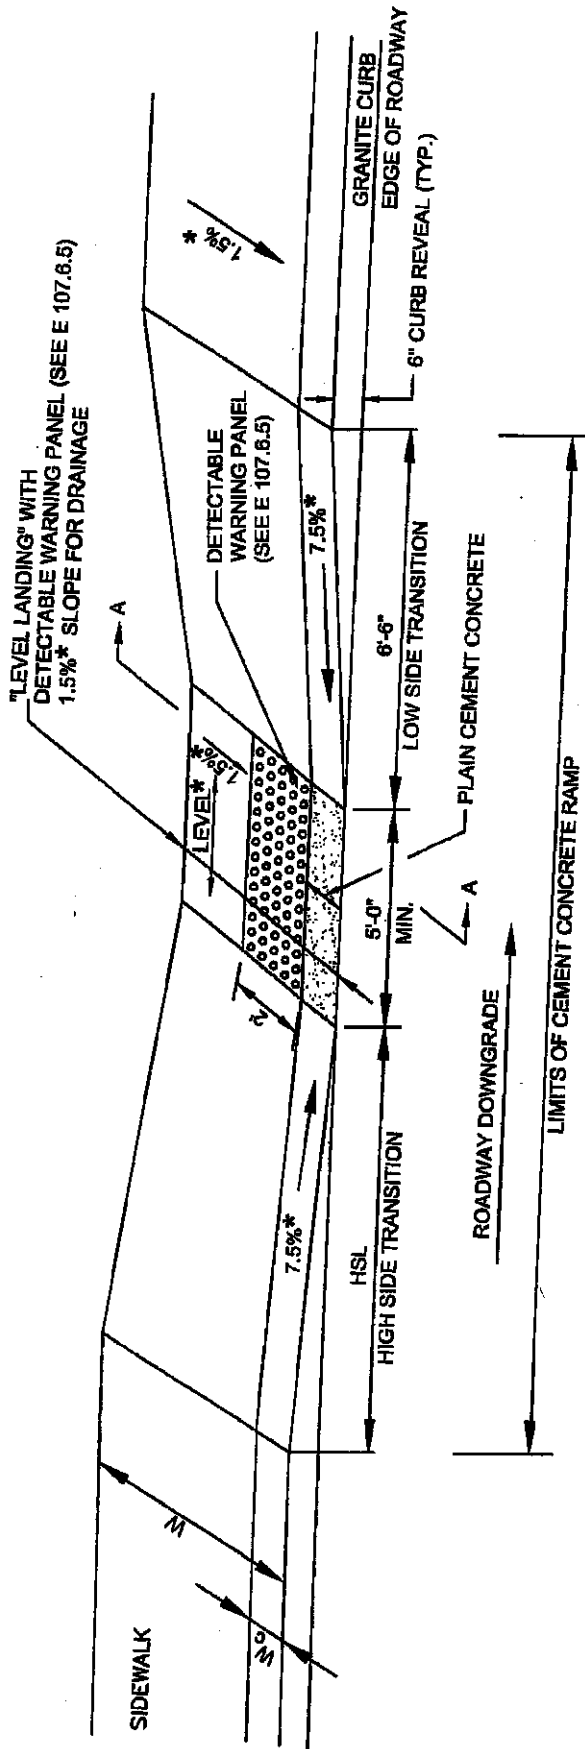 "LEVEL LANDING" WITH
DETECTABLE WARNING PANEL (SEE E 107.6.5)
1.5%* SLOPE FOR DRAINAGE
SIDEWALK
W
Wc
A
LEVEL*
1.5%*
2'
DETECTABLE
WARNING PANEL
(SEE E 107.6.5)
1.5%*
7.5%*
7.5%*
GRANITE CURB
EDGE OF ROADWAY
6" CURB REVEAL (TYP.)
HSL
HIGH SIDE TRANSITION
5'-0"
MIN.
6'-6"
LOW SIDE TRANSITION
PLAIN CEMENT CONCRETE
A
ROADWAY DOWNGRADE
LIMITS OF CEMENT CONCRETE RAMP